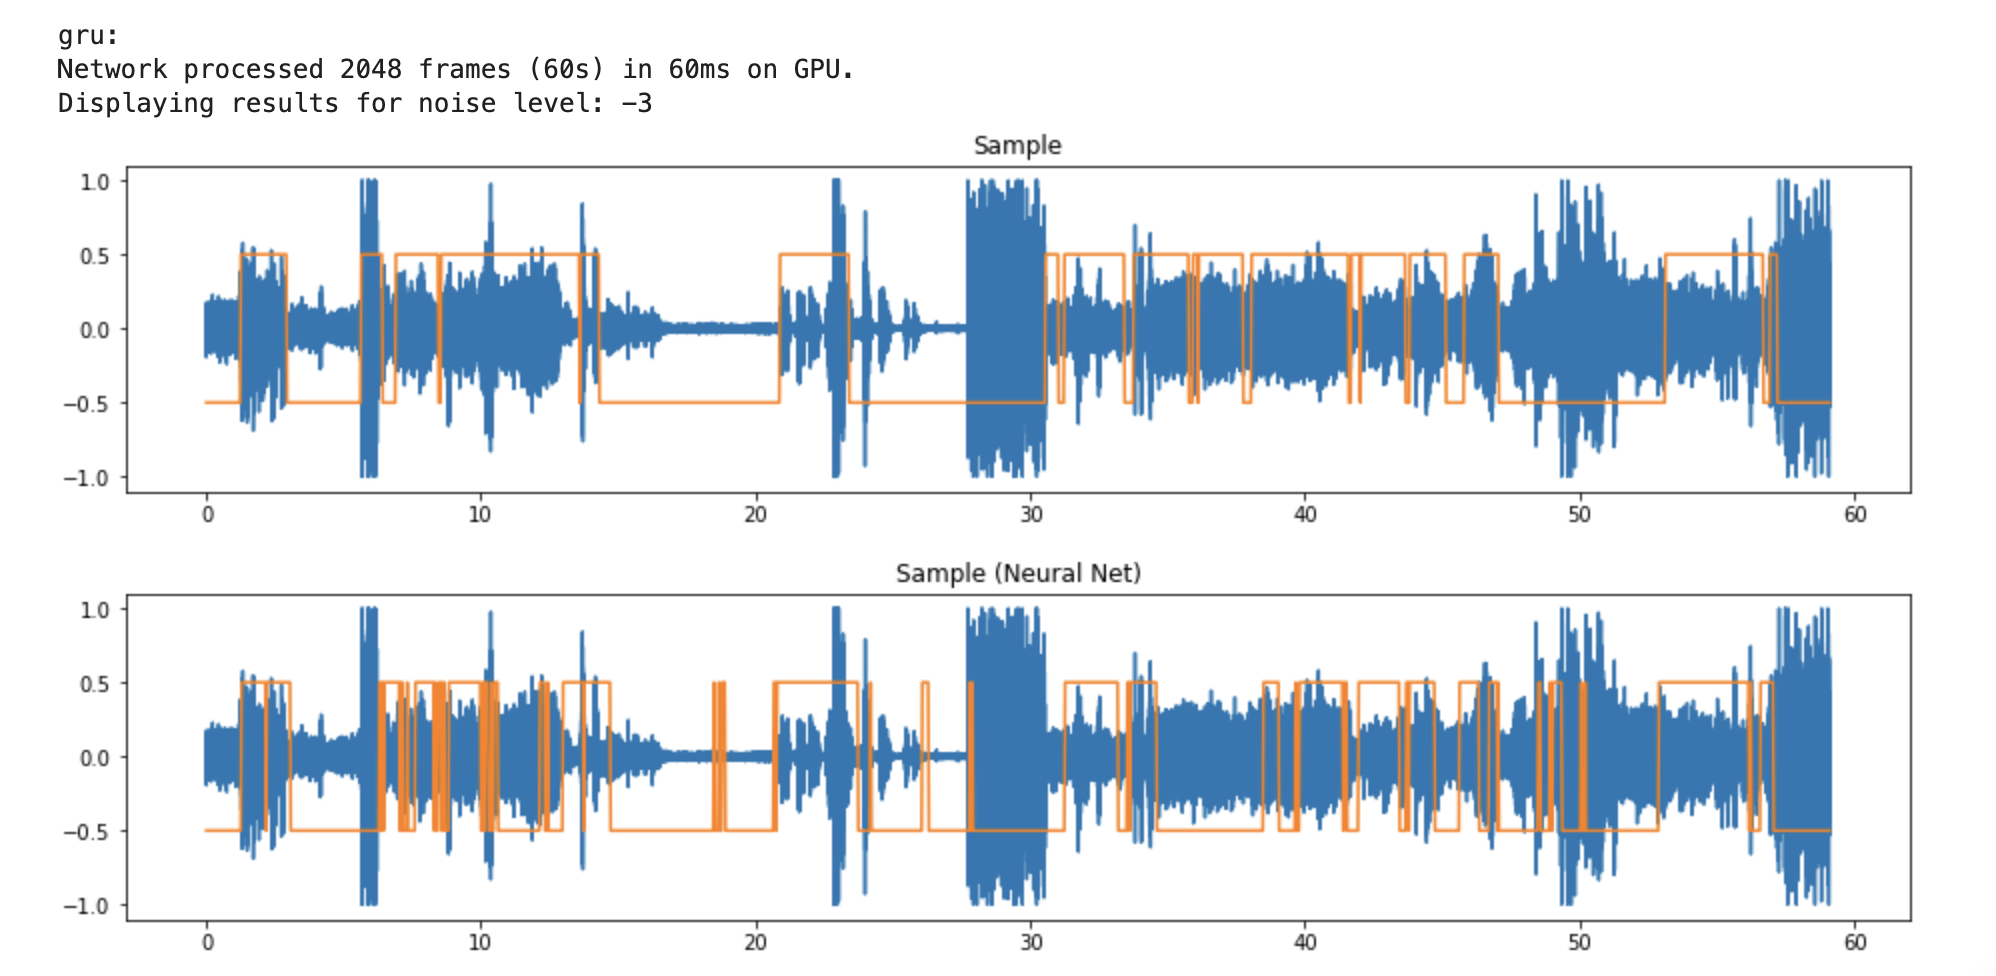 gru:
Network processed 2048 frames (60s) in 60ms on GPU.
Displaying results for noise level: -3
Sample
1.0
0.5
0.0
−0.5
−1.0
0 10 20 30 40 50 60
Sample (Neural Net)
1.0
0.5
0.0
−0.5
−1.0
0 10 20 30 40 50 60